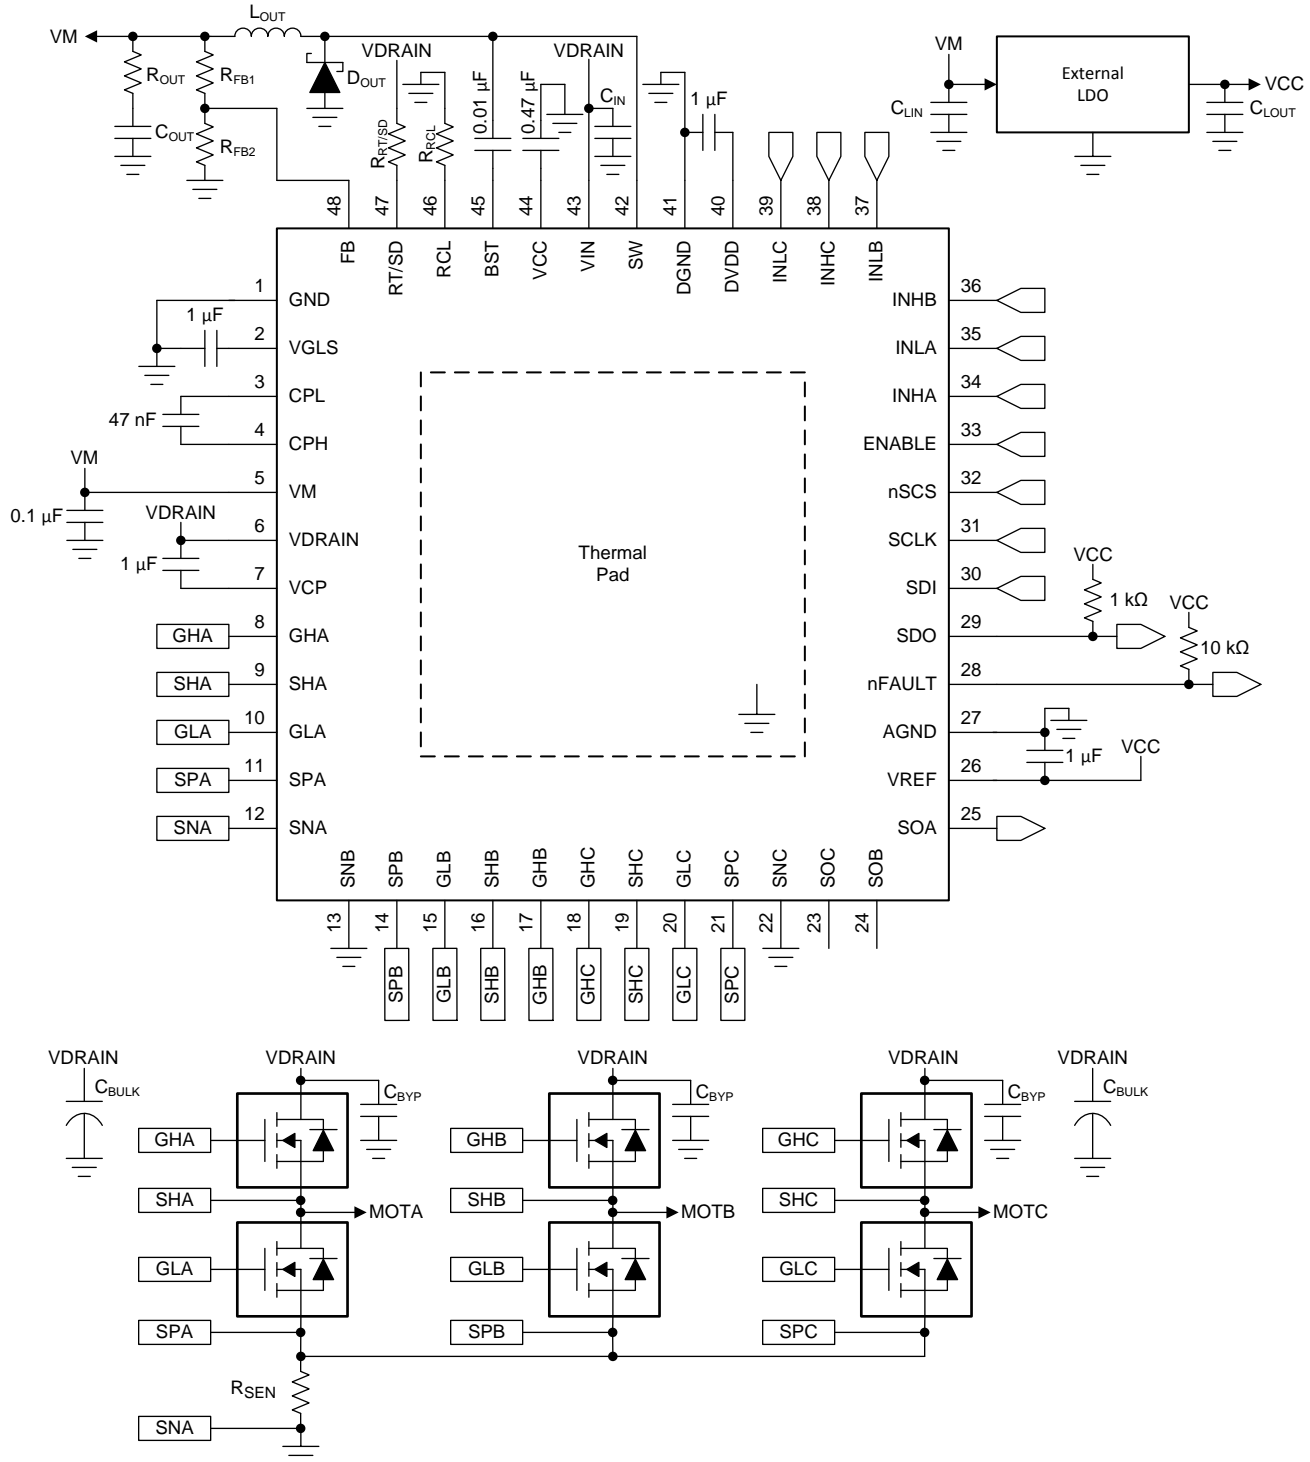 VM
LOUT
ROUT
RFB1
DOUT
COUT
RFB2
VDRAIN
RRT/SD
RRCL
0.01 µF
0.47 µF
VDRAIN
CIN
1 µF
VM
CLIN
External
LDO
VCC
CLOUT
48
47
46
45
44
43
42
41
40
39
38
37
FB
RT/SD
RCL
BST
VCC
VIN
SW
DGND
DVDD
INLC
INHC
INLB
1 GND
1 µF
2 VGLS
3 CPL
47 nF
4 CPH
VM
5 VM
0.1 µF
VDRAIN
6 VDRAIN
1 µF
7 VCP
GHA 8 GHA
SHA 9 SHA
GLA 10 GLA
SPA 11 SPA
SNA 12 SNA
Thermal
Pad
INHB 36
INLA 35
INHA 34
ENABLE 33
nSCS 32
SCLK 31
SDI 30
VCC
1 kΩ
SDO 29
VCC
10 kΩ
nFAULT 28
AGND 27
1 µF
VCC
VREF 26
SOA 25
SNB
SPB
GLB
SHB
GHB
GHC
SHC
GLC
SPC
SNC
SOC
SOB
13
14
15
16
17
18
19
20
21
22
23
24
SPB
GLB
SHB
GHB
GHC
SHC
GLC
SPC
VDRAIN
CBULK
VDRAIN
CBYP
GHA
SHA
MOTA
GLA
SPA
RSEN
SNA
VDRAIN
CBYP
GHB
SHB
MOTB
GLB
SPB
VDRAIN
CBYP
GHC
SHC
MOTC
GLC
SPC
VDRAIN
CBULK